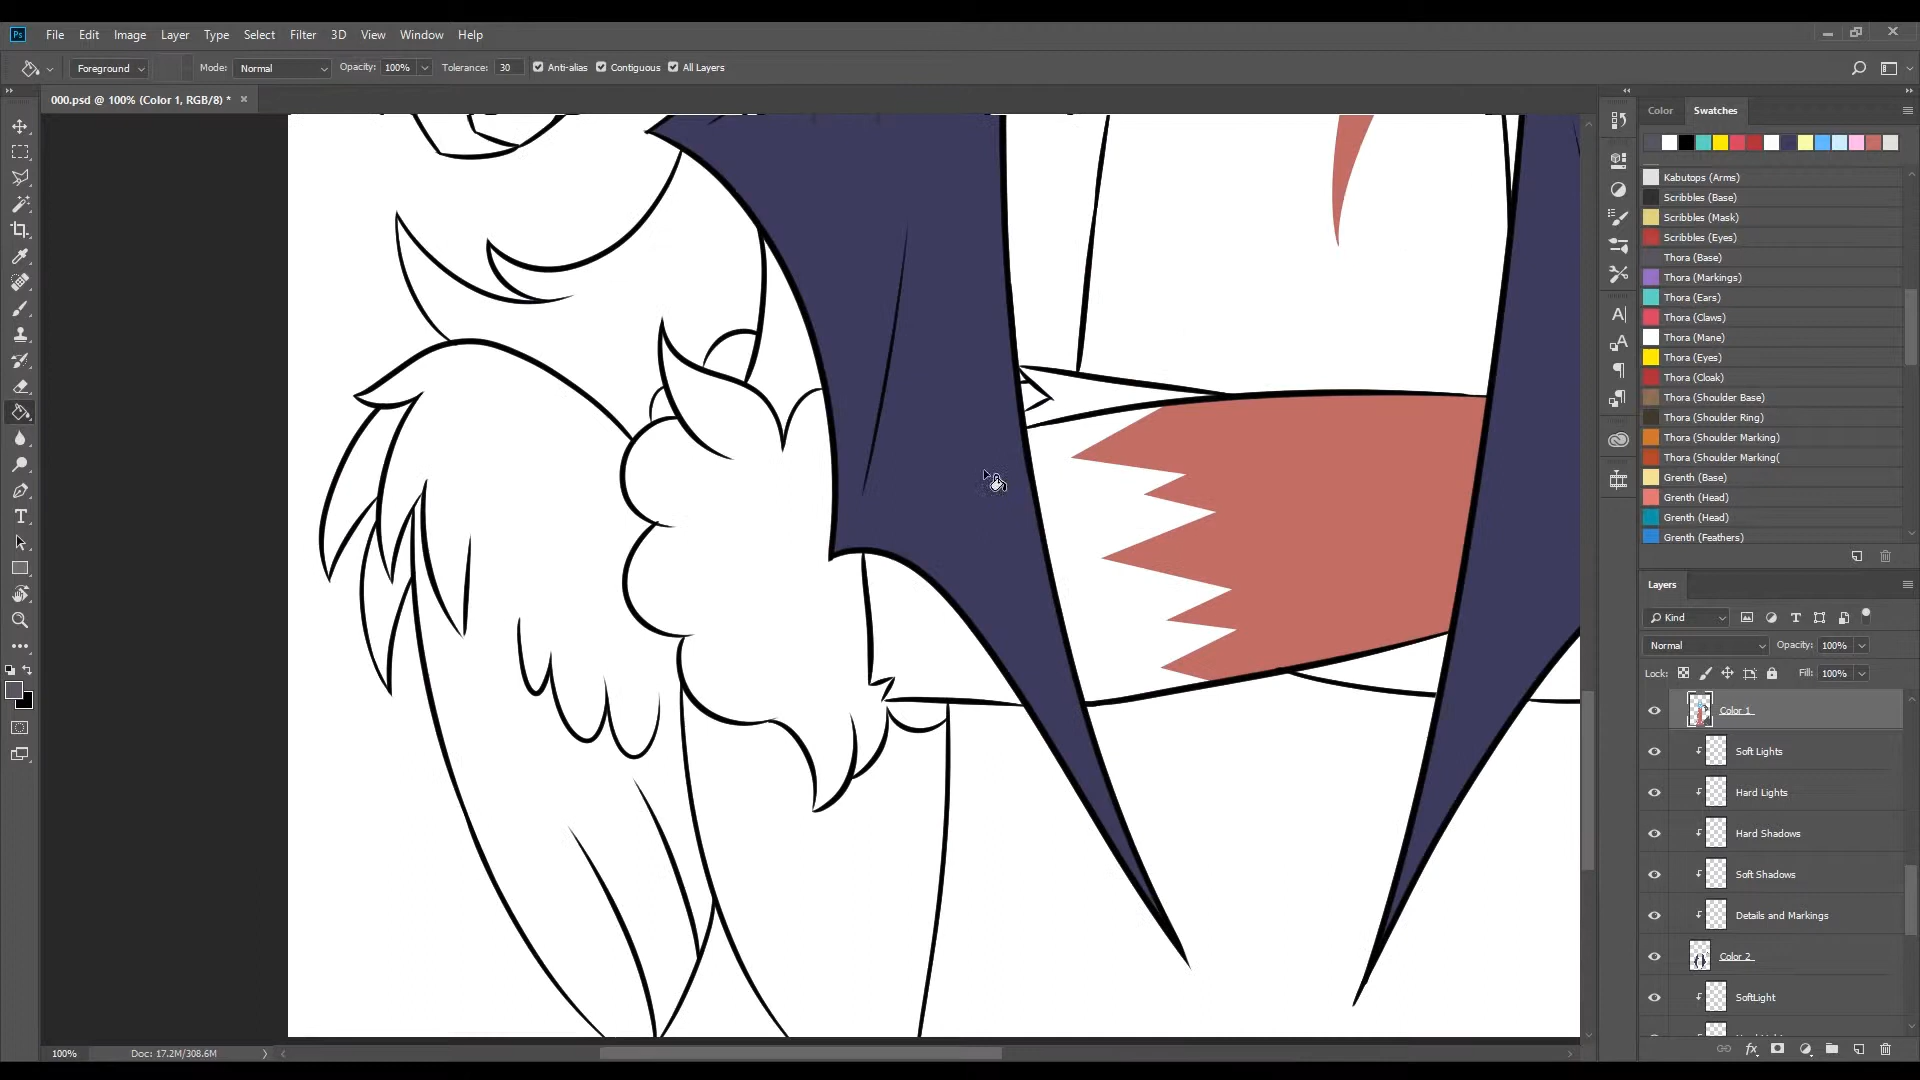 Ps File Edit Image Layer Type Select Filter 3D View Window Help
Foreground Mode: Normal Opacity: 100% Tolerance: 30 Anti-alias Contiguous All Layers
000.psd @ 100% (Color 1, RGB/8) *
Color Swatches
Kabutops (Arms)
Scribbles (Base)
Scribbles (Mask)
Scribbles (Eyes)
Thora (Base)
Thora (Markings)
Thora (Ears)
Thora (Claws)
Thora (Mane)
Thora (Eyes)
Thora (Cloak)
Thora (Shoulder Base)
Thora (Shoulder Ring)
Thora (Shoulder Marking)
Thora (Shoulder Marking(
Grenth (Base)
Grenth (Head)
Grenth (Head)
Grenth (Feathers)
Layers
Kind
Normal Opacity: 100%
Lock: Fill: 100%
Color 1
Soft Lights
Hard Lights
Hard Shadows
Soft Shadows
Details and Markings
Color 2
SoftLight
100% Doc: 17.2M/308.6M